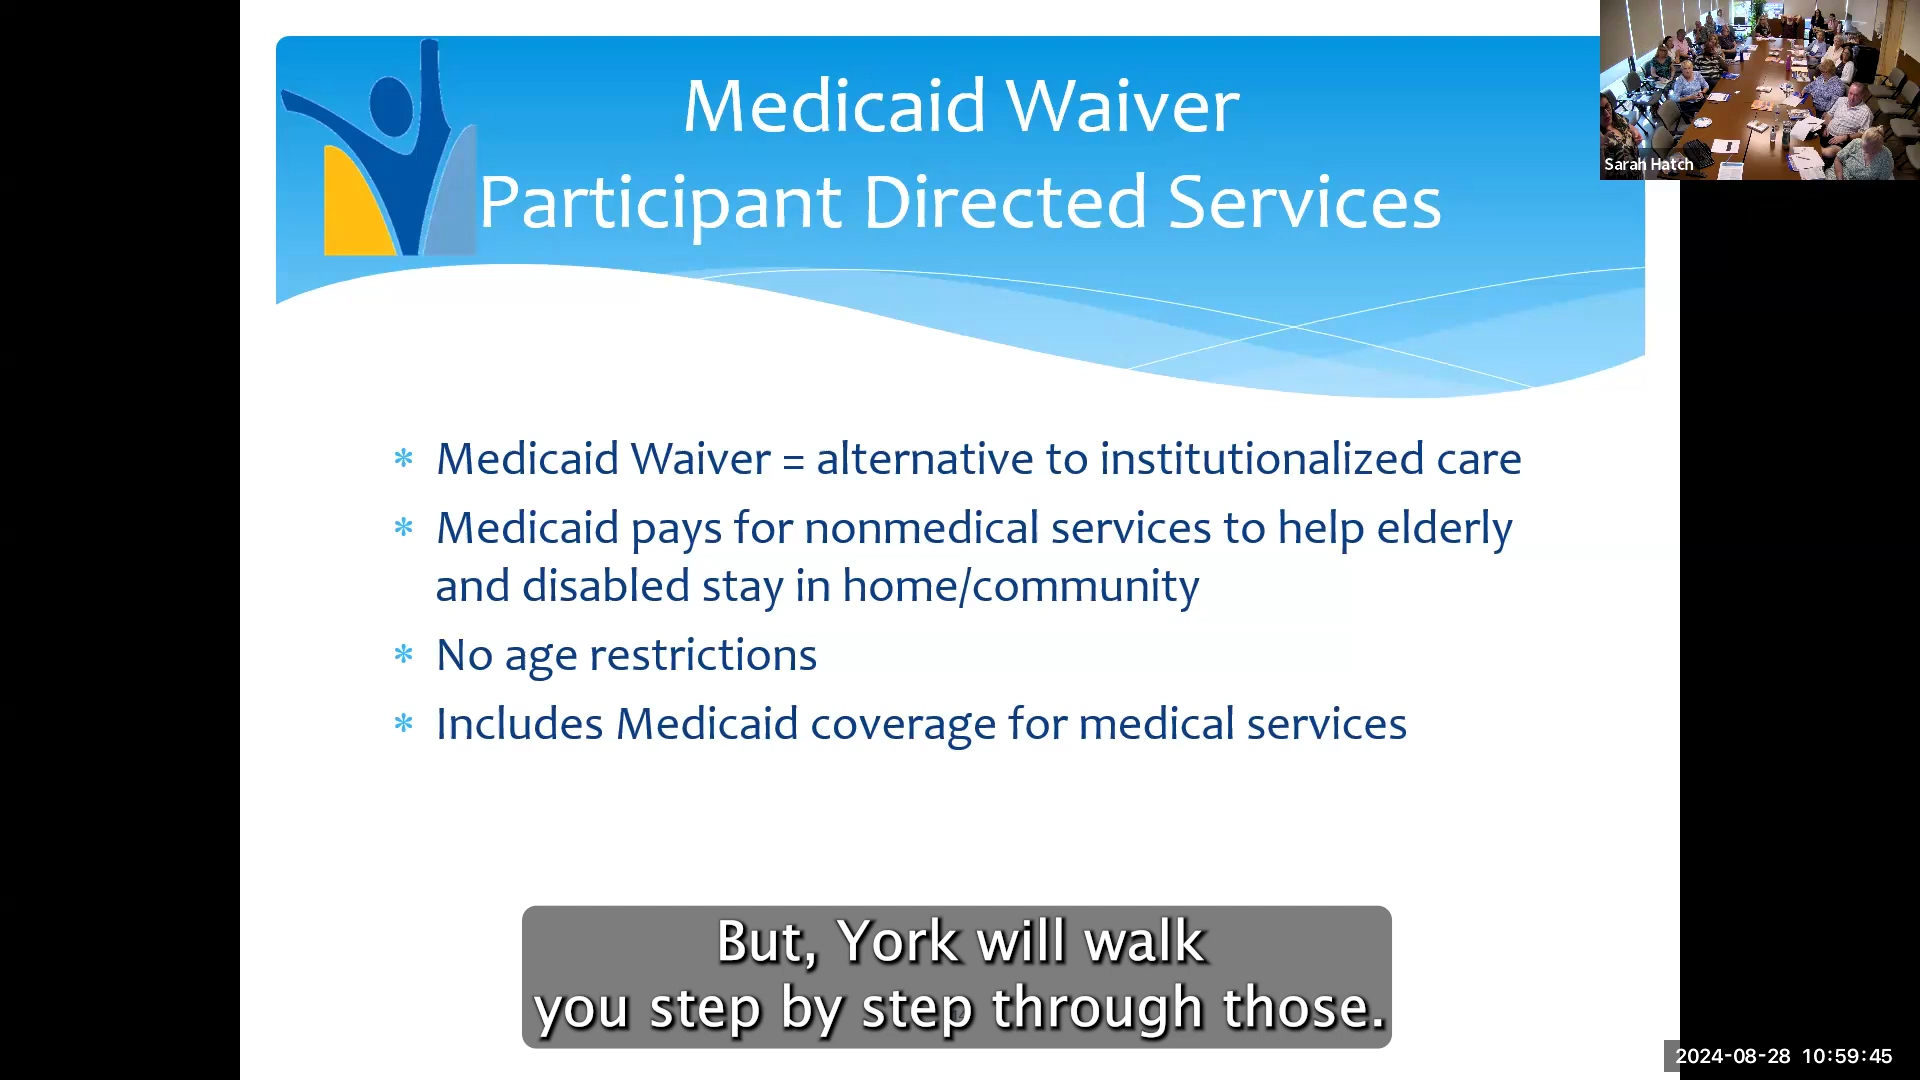 Medicaid Waiver
Participant Directed Services
Sarah Hatch
* Medicaid Waiver = alternative to institutionalized care
* Medicaid pays for nonmedical services to help elderly
and disabled stay in home/community
* No age restrictions
* Includes Medicaid coverage for medical services
But, York will walk
you step by step through those.
2024-08-28 10:59:45